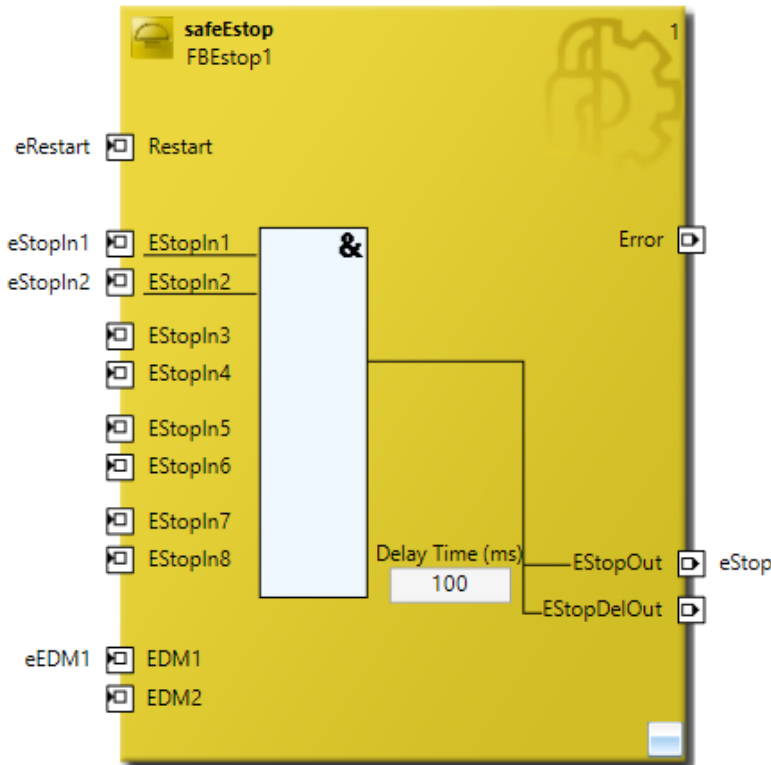 safeEstop
1
FBEstop1
eRestart Restart
eStopIn1 EStopIn1 & Error
eStopIn2 EStopIn2
EStopIn3
EStopIn4
EStopIn5
EStopIn6
EStopIn7
EStopIn8 Delay Time (ms) EStopOut eStop
100
EStopDelOut
eEDM1 EDM1
EDM2